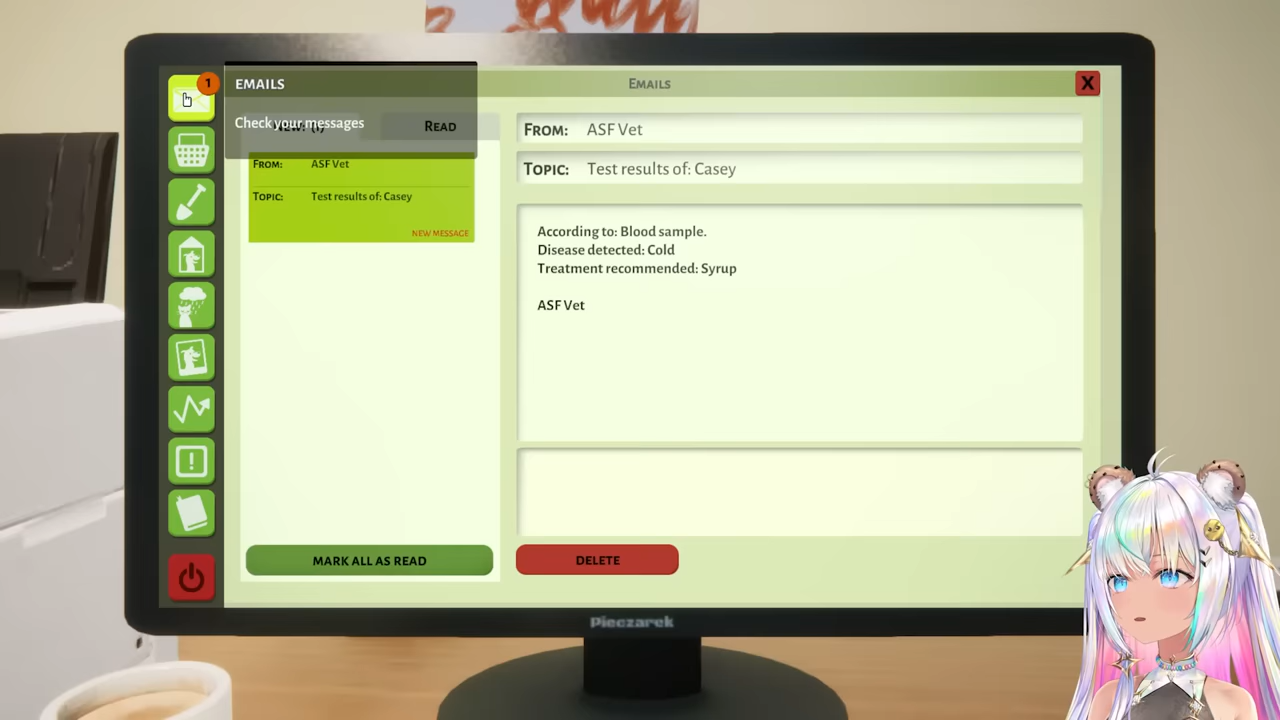 1
EMAILS
Emails
X
Check your messages
New: (1)
Read
From: ASF Vet
Topic: Test results of: Casey
NEW MESSAGE
From: ASF Vet
Topic: Test results of: Casey
According to: Blood sample.
Disease detected: Cold
Treatment recommended: Syrup
ASF Vet
MARK ALL AS READ
DELETE
Pieczarek